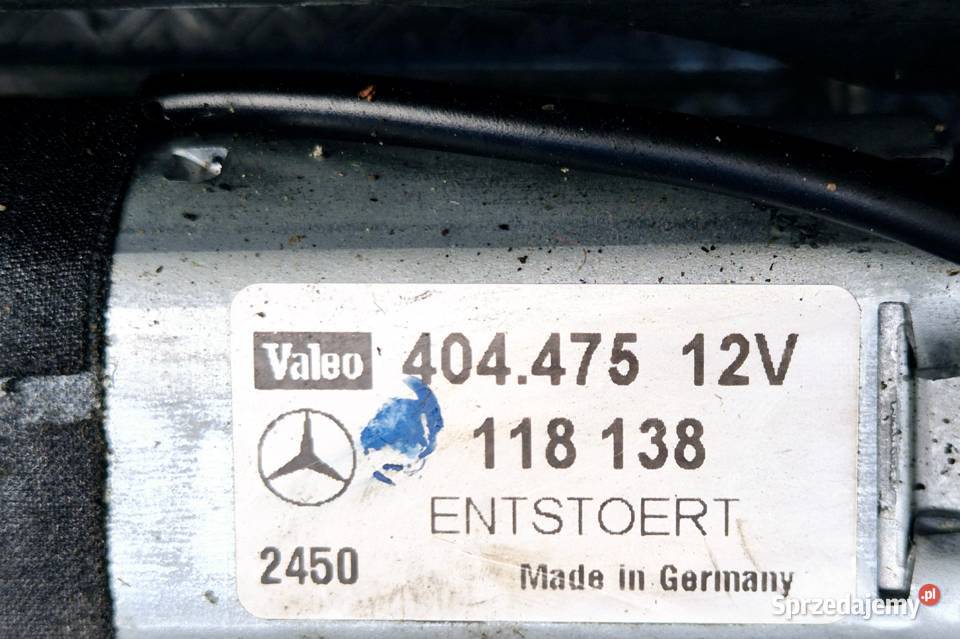 Valeo 404.475 12V
118 138
ENTSTOERT
2450 Made in Germany
Sprzedajemy.pl